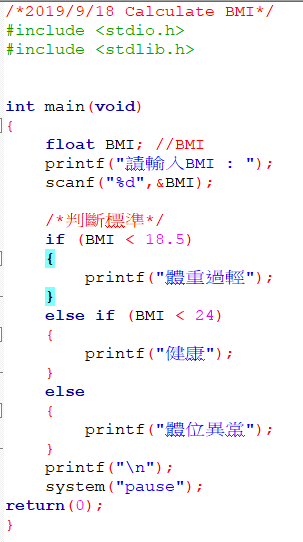 /*2019/9/18 Calculate BMI*/
#include <stdio.h>
#include <stdlib.h>
int main(void)
{
float BMI; //BMI
printf("請輸入BMI : ");
scanf("%d",&BMI);
/*判斷標準*/
if (BMI < 18.5)
{
printf("體重過輕");
}
else if (BMI < 24)
{
printf("健康");
}
else
{
printf("體位異常");
}
printf("\n");
system("pause");
return(0);
}